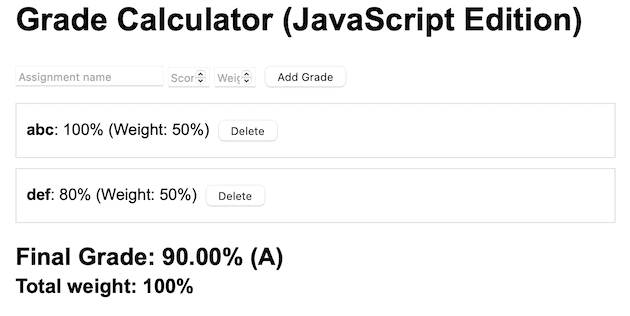 Grade Calculator (JavaScript Edition)
Assignment name Scor Weig Add Grade
abc: 100% (Weight: 50%) Delete
def: 80% (Weight: 50%) Delete
Final Grade: 90.00% (A)
Total weight: 100%